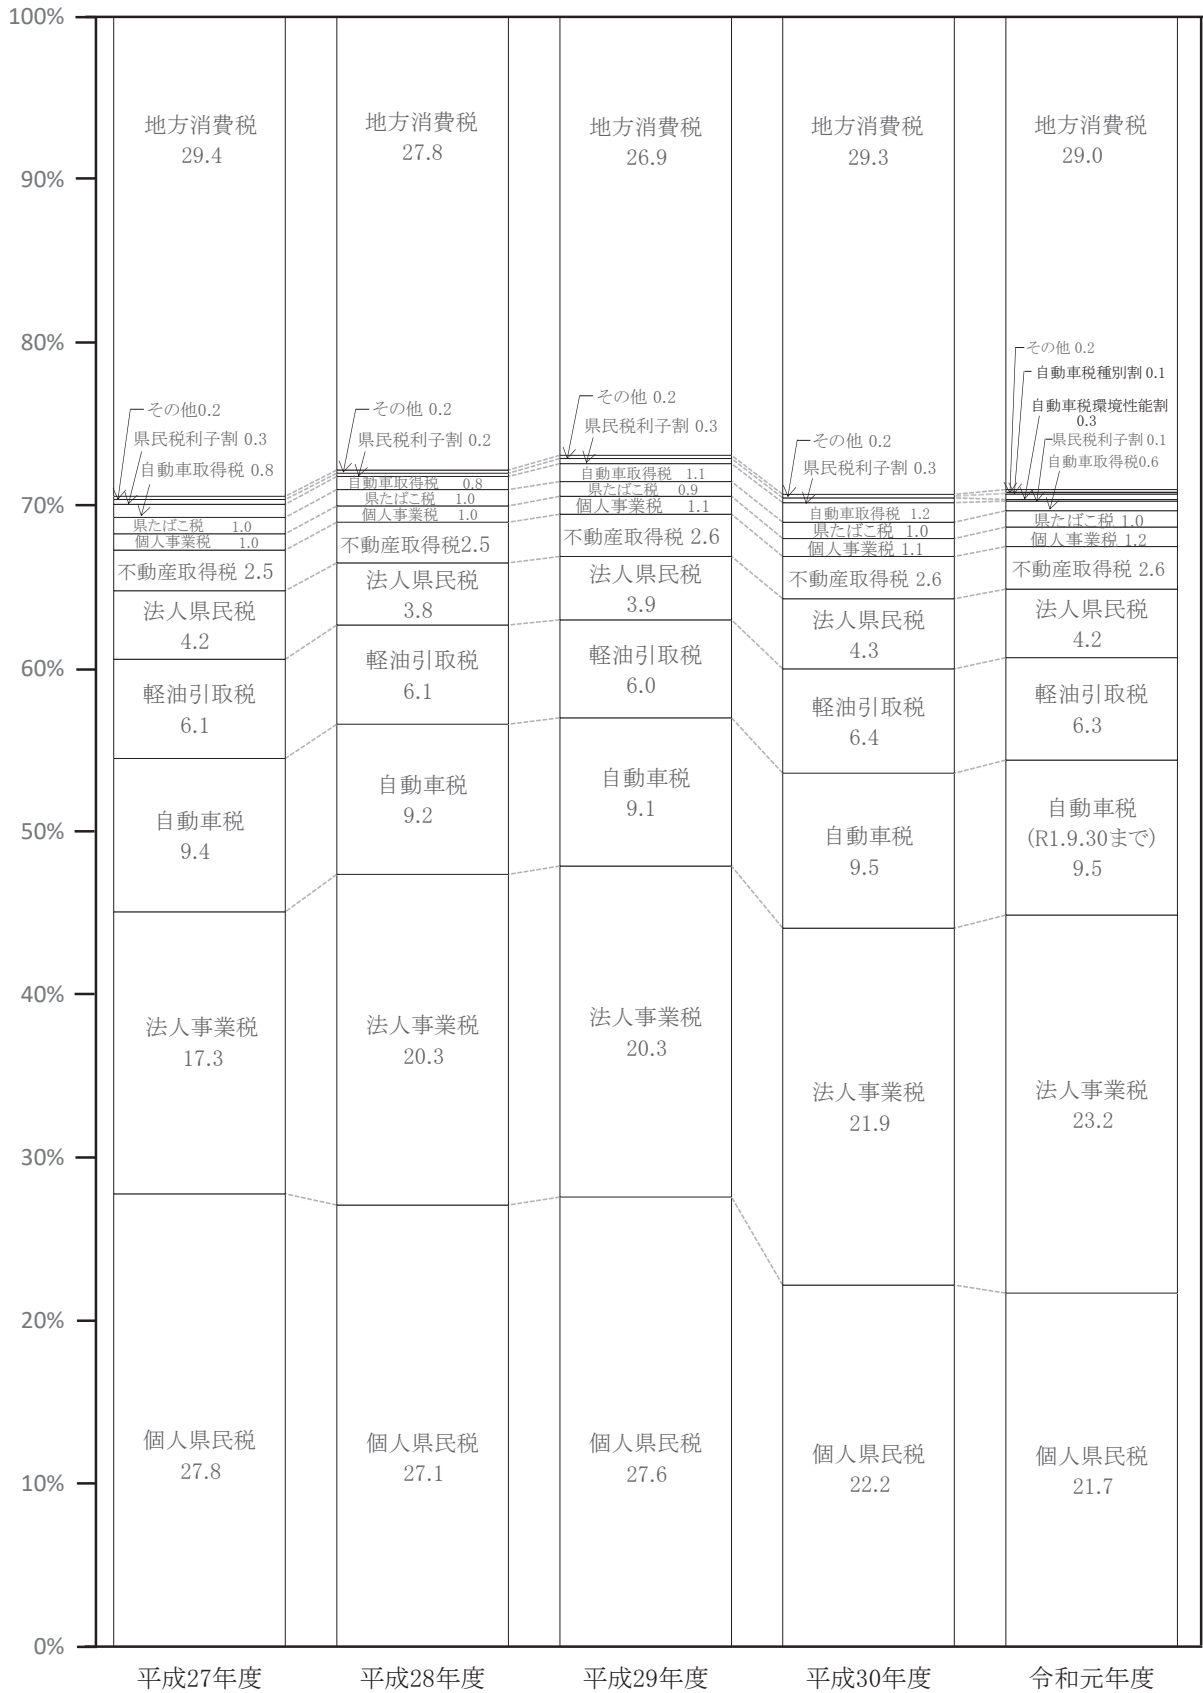 100%
90%
80%
70%
60%
50%
40%
30%
20%
10%
0%
地方消費税
29.4
その他0.2
県民税利子割 0.3
自動車取得税 0.8
県たばこ税 1.0
個人事業税 1.0
不動産取得税 2.5
法人県民税
4.2
軽油引取税
6.1
自動車税
9.4
法人事業税
17.3
個人県民税
27.8
平成27年度
地方消費税
27.8
その他 0.2
県民税利子割 0.2
自動車取得税 0.8
県たばこ税 1.0
個人事業税 1.0
不動産取得税2.5
法人県民税
3.8
軽油引取税
6.1
自動車税
9.2
法人事業税
20.3
個人県民税
27.1
平成28年度
地方消費税
26.9
その他 0.2
県民税利子割 0.3
自動車取得税 1.1
県たばこ税 0.9
個人事業税 1.1
不動産取得税 2.6
法人県民税
3.9
軽油引取税
6.0
自動車税
9.1
法人事業税
20.3
個人県民税
27.6
平成29年度
地方消費税
29.3
その他 0.2
県民税利子割 0.3
自動車取得税 1.2
県たばこ税 1.0
個人事業税 1.1
不動産取得税 2.6
法人県民税
4.3
軽油引取税
6.4
自動車税
9.5
法人事業税
21.9
個人県民税
22.2
平成30年度
地方消費税
29.0
その他 0.2
自動車税種別割 0.1
自動車税環境性能割
0.3
県民税利子割 0.1
自動車取得税0.6
県たばこ税 1.0
個人事業税 1.2
不動産取得税 2.6
法人県民税
4.2
軽油引取税
6.3
自動車税
(R1.9.30まで)
9.5
法人事業税
23.2
個人県民税
21.7
令和元年度